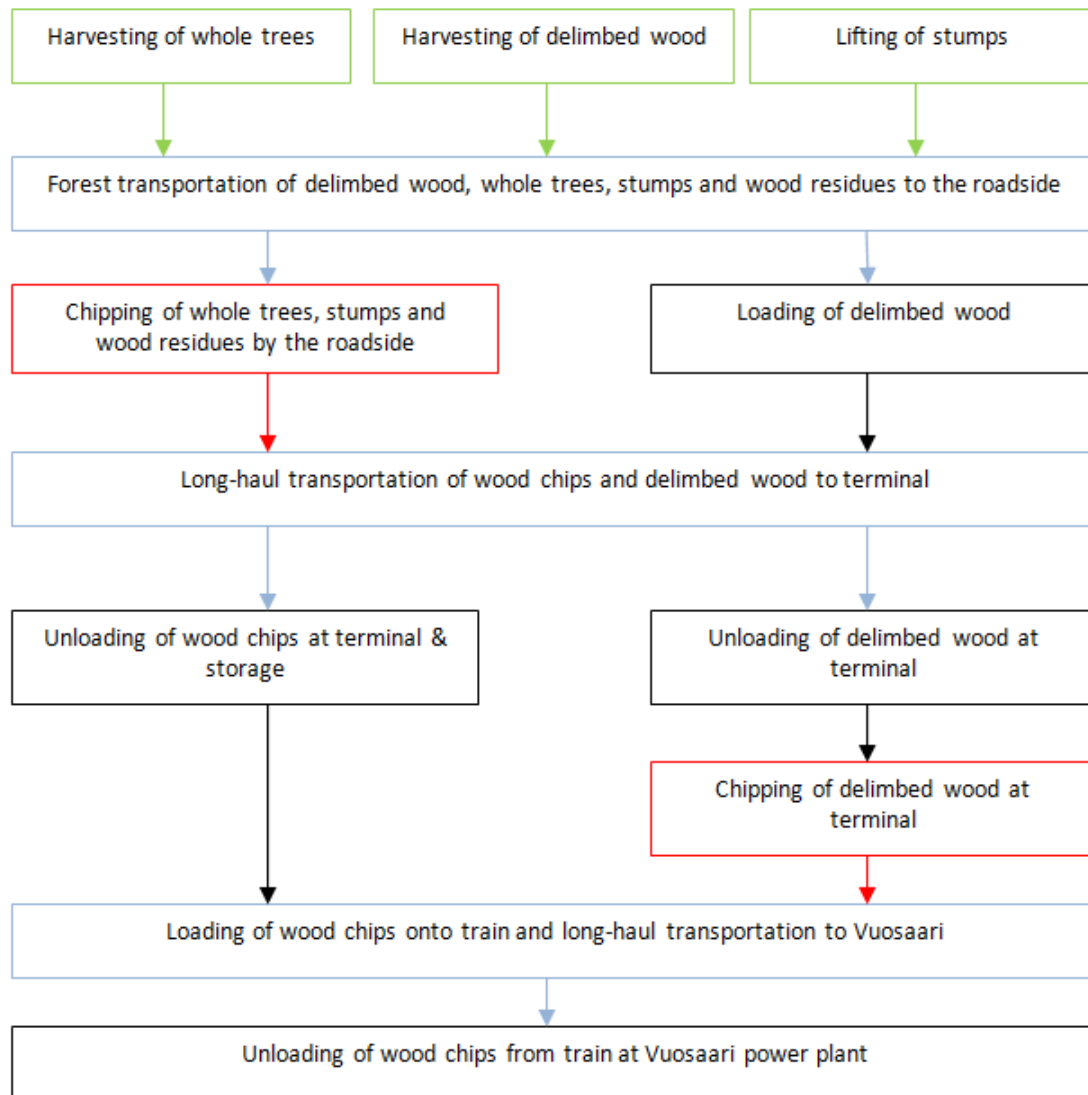 Harvesting of whole trees
Harvesting of delimbed wood
Lifting of stumps
Forest transportation of delimbed wood, whole trees, stumps and wood residues to the roadside
Chipping of whole trees, stumps and
wood residues by the roadside
Loading of delimbed wood
Long-haul transportation of wood chips and delimbed wood to terminal
Unloading of wood chips at terminal &
storage
Unloading of delimbed wood at
terminal
Chipping of delimbed wood at
terminal
Loading of wood chips onto train and long-haul transportation to Vuosaari
Unloading of wood chips from train at Vuosaari power plant